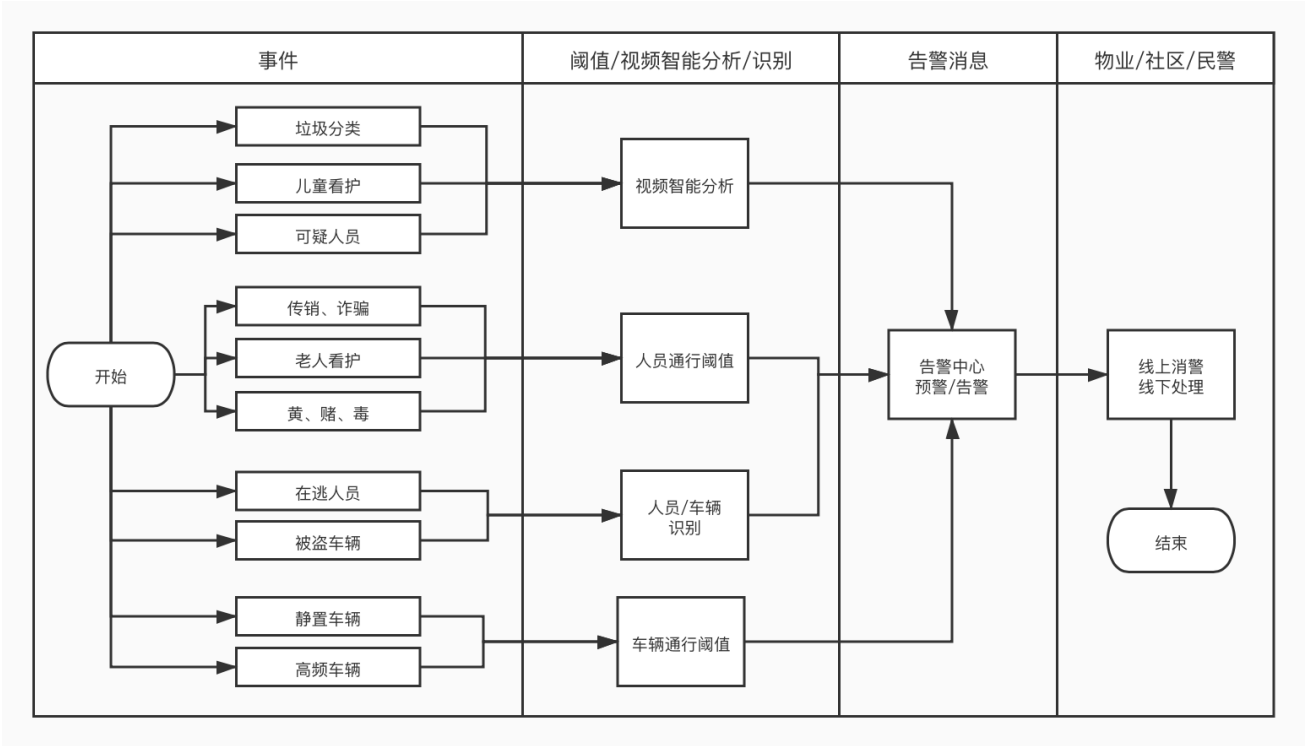 事件
阈值/视频智能分析/识别
告警消息
物业/社区/民警
垃圾分类
儿童看护
可疑人员
传销、诈骗
老人看护
黄、赌、毒
在逃人员
被盗车辆
静置车辆
高频车辆
开始
视频智能分析
人员通行阈值
人员/车辆
识别
车辆通行阈值
告警中心
预警/告警
线上消警
线下处理
结束